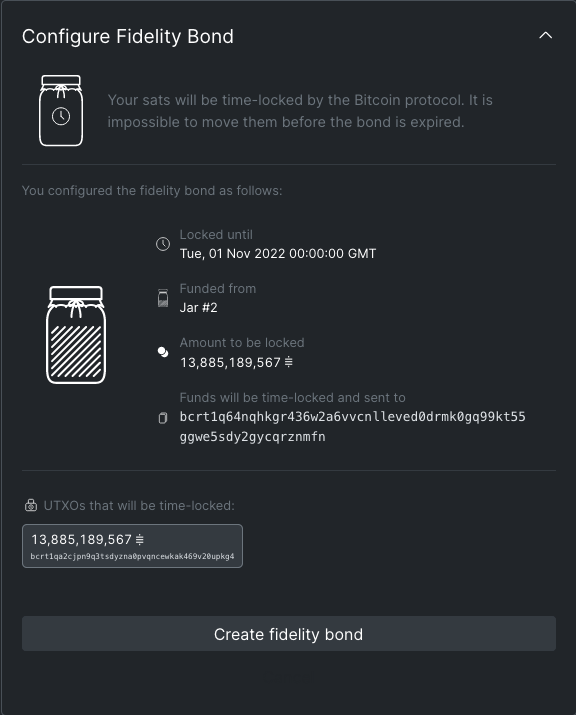 Configure Fidelity Bond
Your sats will be time-locked by the Bitcoin protocol. It is
impossible to move them before the bond is expired.
You configured the fidelity bond as follows:
Locked until
Tue, 01 Nov 2022 00:00:00 GMT
Funded from
Jar #2
Amount to be locked
13,885,189,567
Funds will be time-locked and sent to
bcrt1q64nqhkgr436w2a6vvcnlleved0drmk0gq99kt55
ggwe5sdy2gycqrznmfn
UTXOs that will be time-locked:
13,885,189,567
bcrt1qa2cjpn9q3tsdyzna0pvqncewkak469v20upkg4
Create fidelity bond